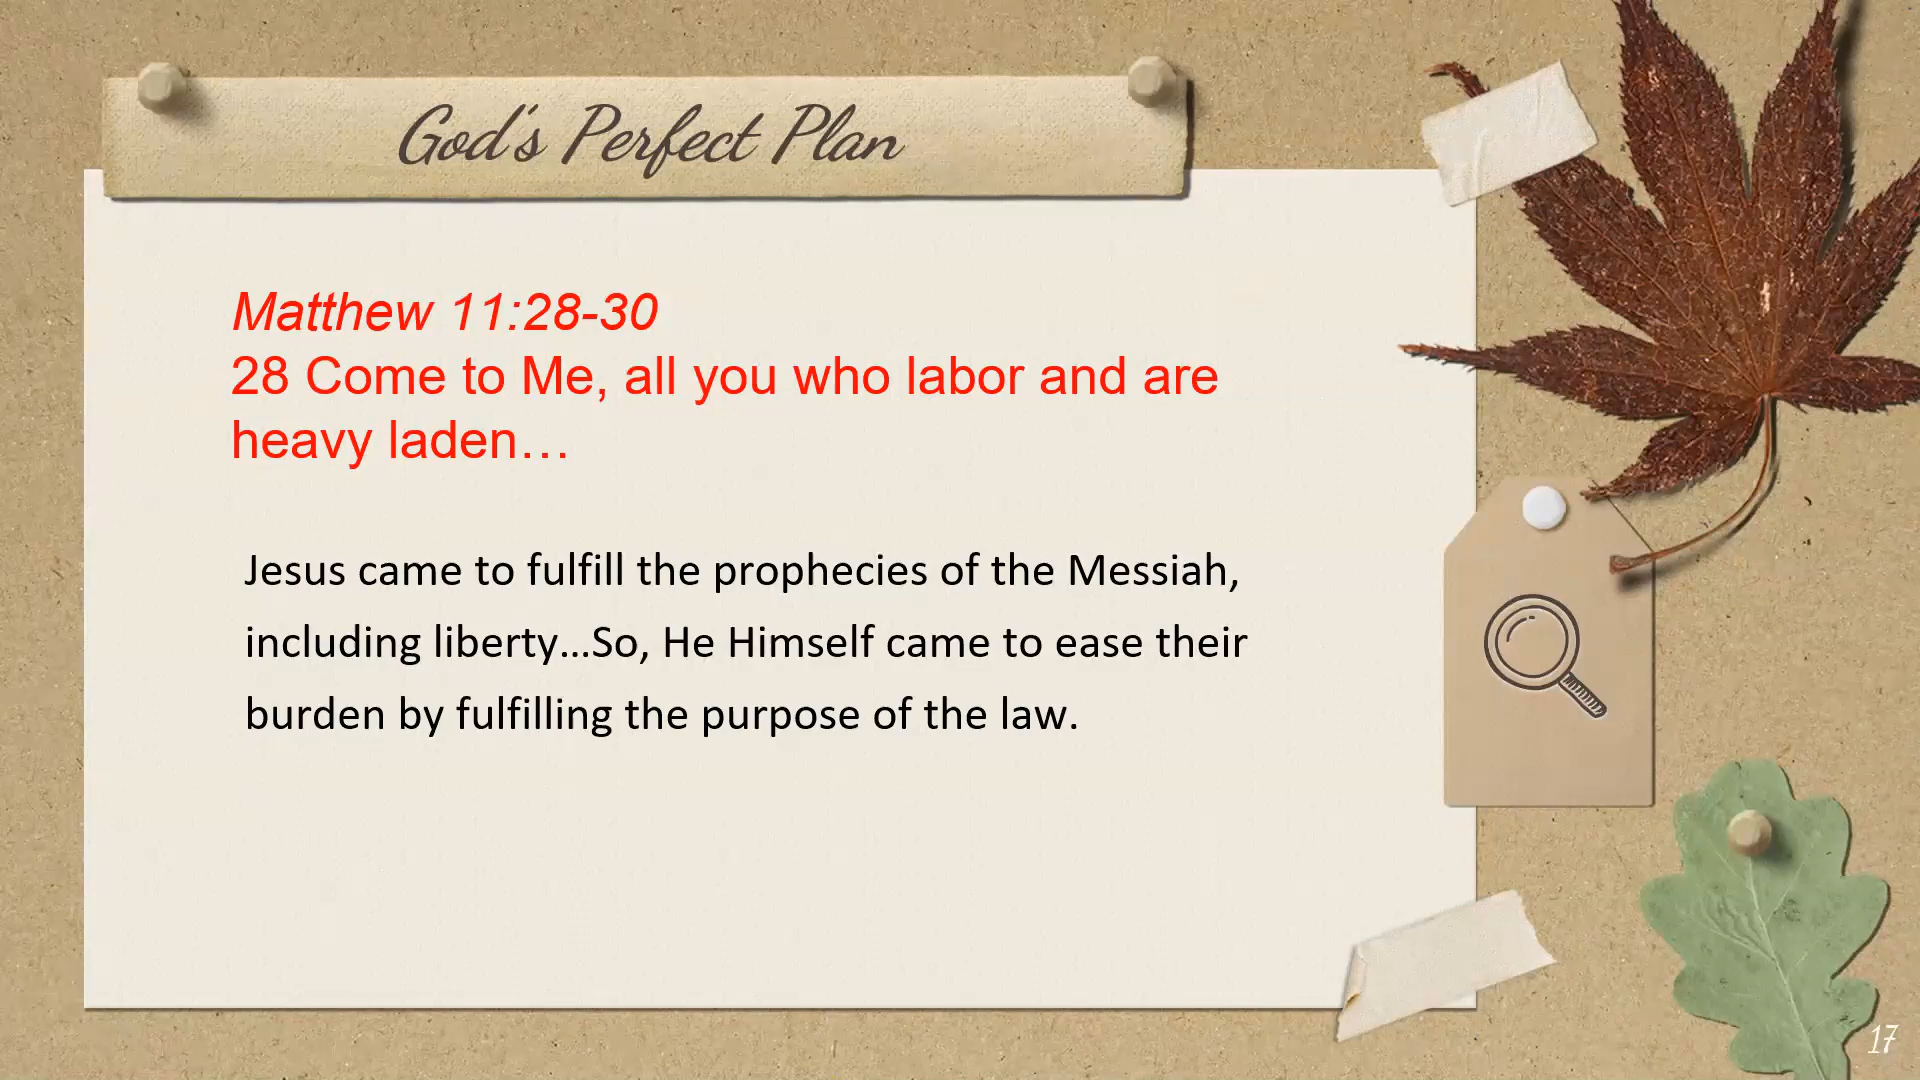 God's Perfect Plan
Matthew 11:28-30
28 Come to Me, all you who labor and are
heavy laden…
Jesus came to fulfill the prophecies of the Messiah,
including liberty…So, He Himself came to ease their
burden by fulfilling the purpose of the law.
17